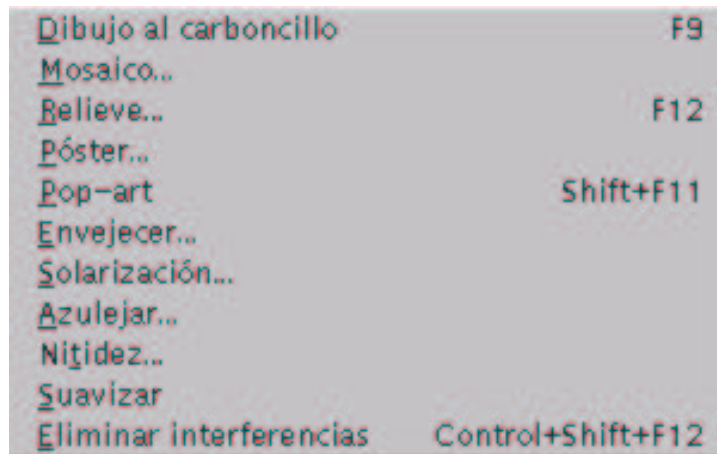 Dibujo al carboncillo F9
Mosaico...
Relieve... F12
Póster...
Pop-art Shift+F11
Envejecer...
Solarización...
Azulejar...
Nitidez...
Suavizar
Eliminar interferencias Control+Shift+F12